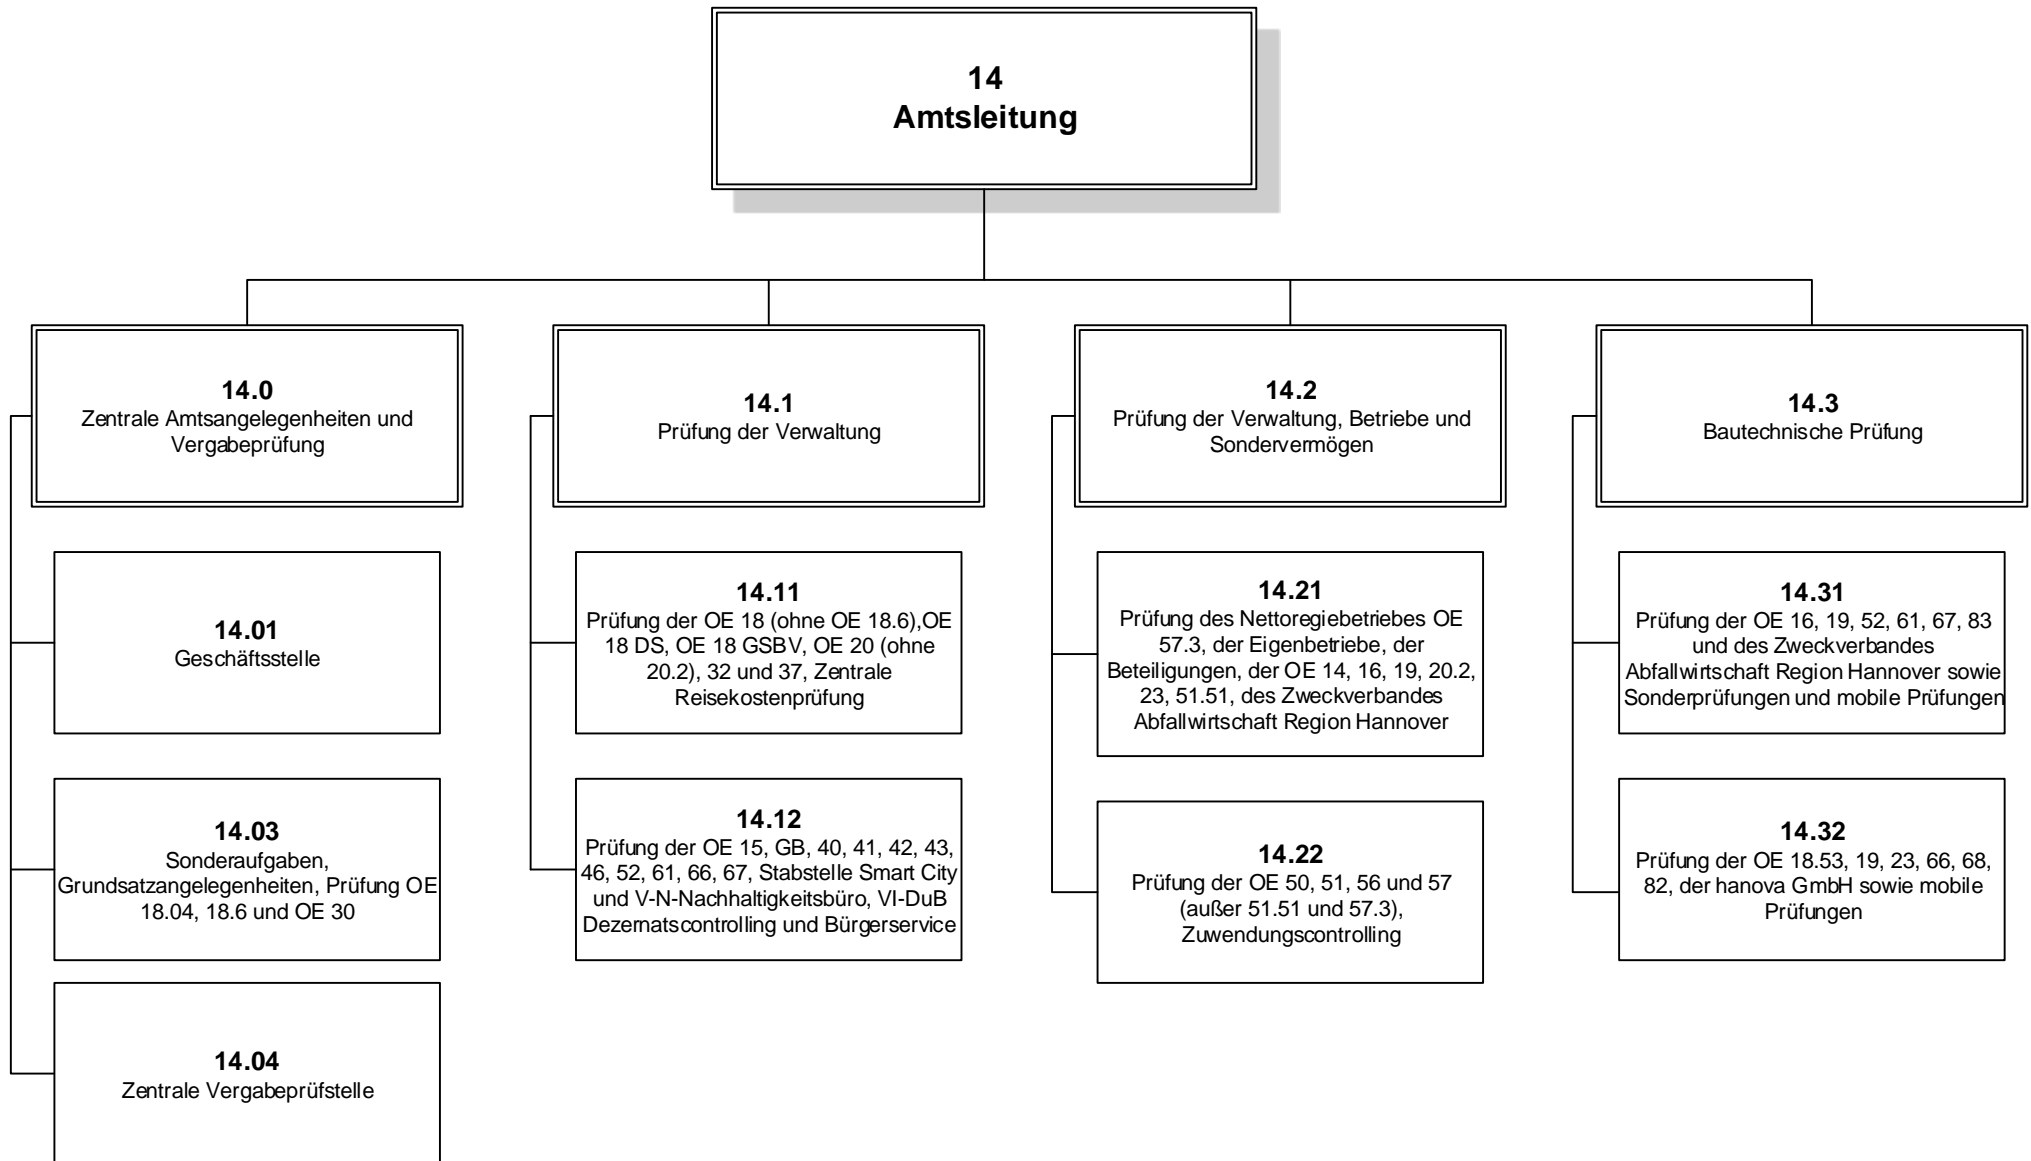 14
Amtsleitung
14.0
Zentrale Amtsangelegenheiten und
Vergabeprüfung
14.01
Geschäftsstelle
14.03
Sonderaufgaben,
Grundsatzangelegenheiten, Prüfung OE
18.04, 18.6 und OE 30
14.04
Zentrale Vergabeprüfstelle
14.1
Prüfung der Verwaltung
14.11
Prüfung der OE 18 (ohne OE 18.6),OE
18 DS, OE 18 GSBV, OE 20 (ohne
20.2), 32 und 37, Zentrale
Reisekostenprüfung
14.12
Prüfung der OE 15, GB, 40, 41, 42, 43,
46, 52, 61, 66, 67, Stabstelle Smart City
und V-N-Nachhaltigkeitsbüro, VI-DuB
Dezernatscontrolling und Bürgerservice
14.2
Prüfung der Verwaltung, Betriebe und
Sondervermögen
14.21
Prüfung des Nettoregiebetriebes OE
57.3, der Eigenbetriebe, der
Beteiligungen, der OE 14, 16, 19, 20.2,
23, 51.51, des Zweckverbandes
Abfallwirtschaft Region Hannover
14.22
Prüfung der OE 50, 51, 56 und 57
(außer 51.51 und 57.3),
Zuwendungscontrolling
14.3
Bautechnische Prüfung
14.31
Prüfung der OE 16, 19, 52, 61, 67, 83
und des Zweckverbandes
Abfallwirtschaft Region Hannover sowie
Sonderprüfungen und mobile Prüfungen
14.32
Prüfung der OE 18.53, 19, 23, 66, 68,
82, der hanova GmbH sowie mobile
Prüfungen